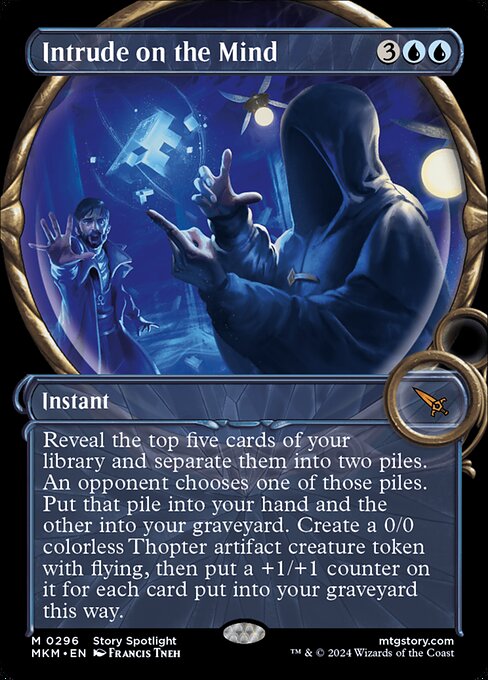 Intrude on the Mind 3
Instant
Reveal the top five cards of your
library and separate them into two piles.
An opponent chooses one of those piles.
Put that pile into your hand and the
other into your graveyard. Create a 0/0
colorless Thopter artifact creature token
with flying, then put a +1/+1 counter on
it for each card put into your graveyard
this way.
M 0296 Story Spotlight mtgstory.com
MKM • EN Francis Tneh ™ & © 2024 Wizards of the Coast